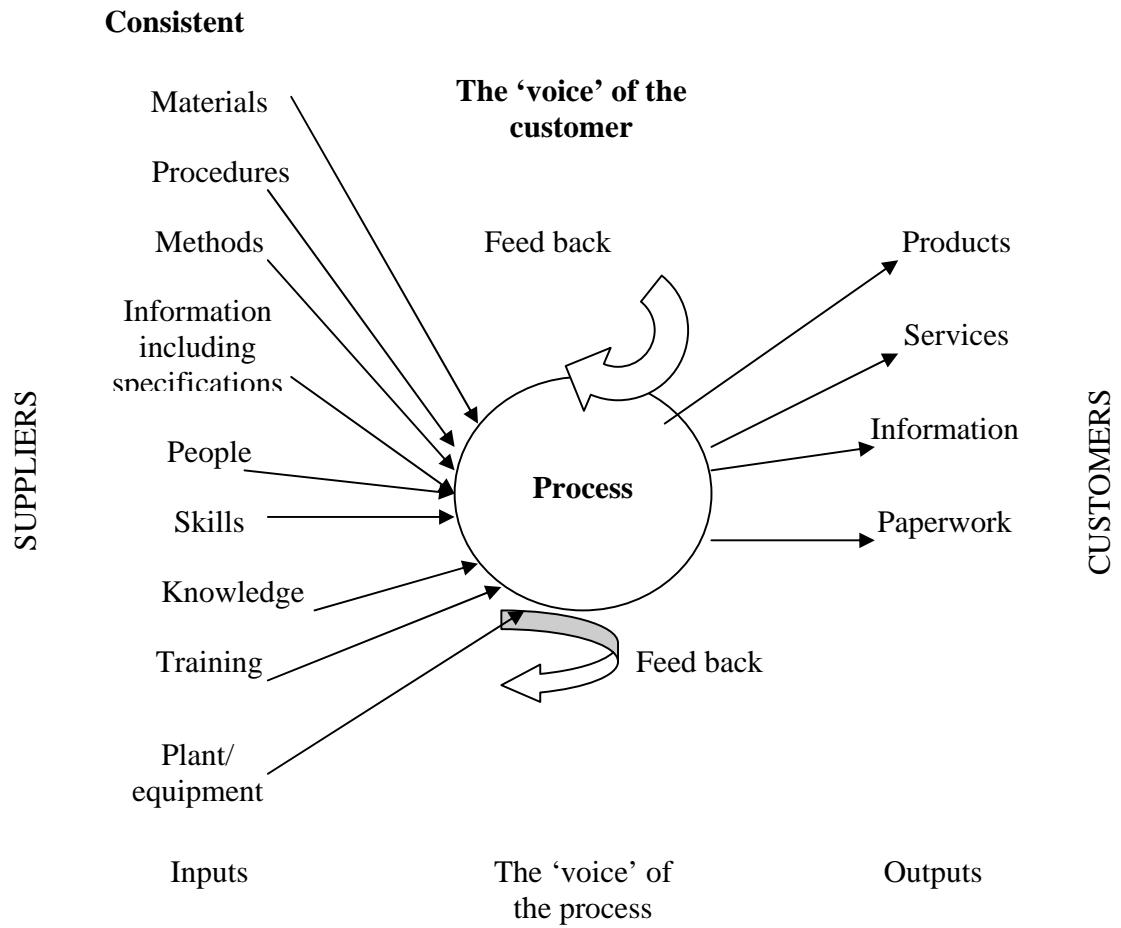 Consistent
The ‘voice’ of the
customer
Materials
Procedures
Methods
Feed back
Products
Information
including
specifications
Services
SUPPLIERS
People
Information
Process
CUSTOMERS
Skills
Paperwork
Knowledge
Training
Feed back
Plant/
equipment
Inputs
The ‘voice’ of
the process
Outputs